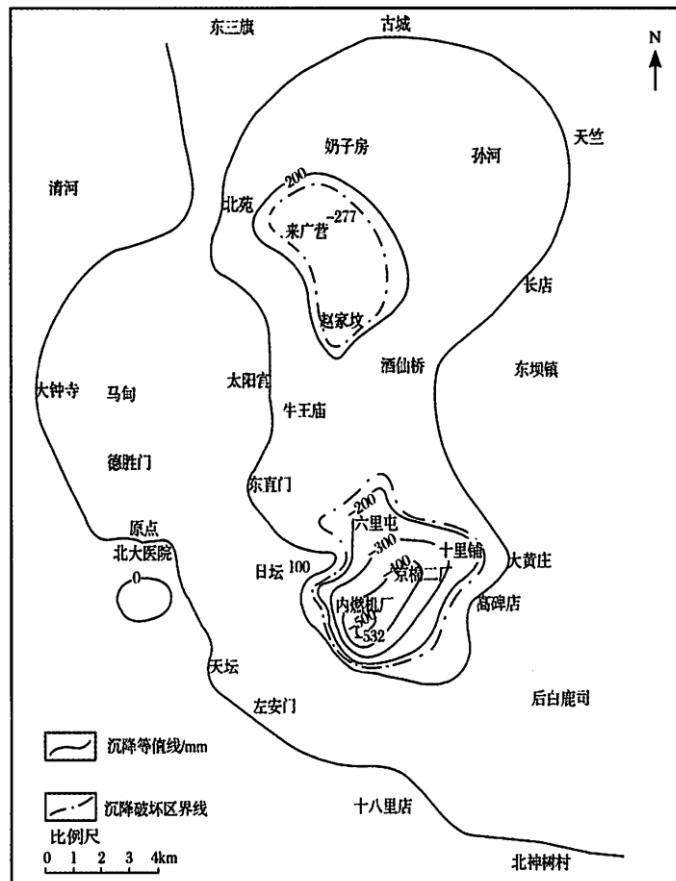 东三旗
古城
N
天竺
奶子房
孙河
清河
-200
北苑
-277
来广营
长店
赵家坟
酒仙桥
东坝镇
太阳宫
大钟寺
马甸
牛王庙
德胜门
东直门
-200
原点
六里屯
北大医院
-300
十里铺
大黄庄
日坛
100
-400
京棉二厂
0
内燃机厂
高碑店
-500
-532
天坛
后白鹿司
左安门
沉降等值线/mm
沉降破坏区界线
十八里店
比例尺
0 1 2 3 4km
北神树村